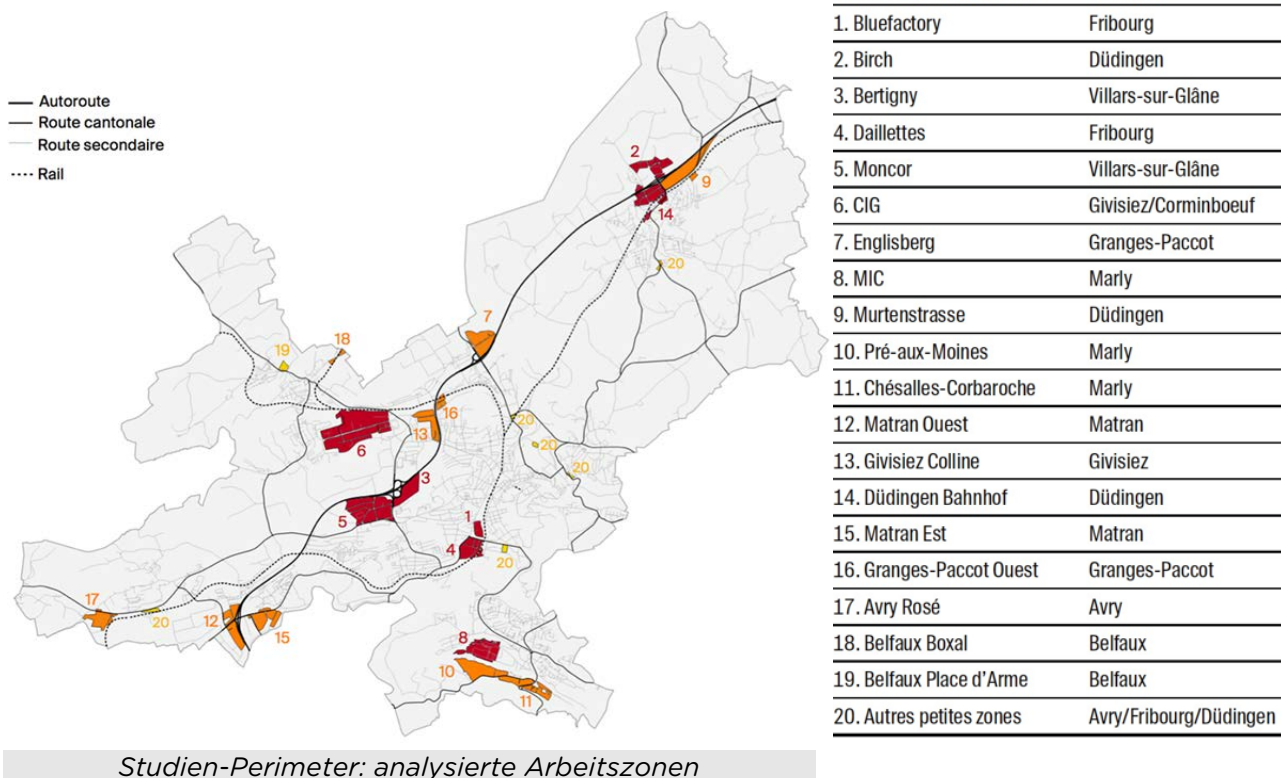 Autoroute
Route cantonale
Route secondaire
Rail
2
9
14
20
7
18
19
16
13
6
20
20
20
3
5
1
4
20
17
20
12
15
8
10
11
1. Bluefactory Fribourg
2. Birch Düdingen
3. Bertigny Villars-sur-Glâne
4. Daillettes Fribourg
5. Moncor Villars-sur-Glâne
6. CIG Givisiez/Corminboeuf
7. Englisberg Granges-Paccot
8. MIC Marly
9. Murtenstrasse Düdingen
10. Pré-aux-Moines Marly
11. Chésalles-Corbaroche Marly
12. Matran Ouest Matran
13. Givisiez Colline Givisiez
14. Düdingen Bahnhof Düdingen
15. Matran Est Matran
16. Granges-Paccot Ouest Granges-Paccot
17. Avry Rosé Avry
18. Belfaux Boxal Belfaux
19. Belfaux Place d'Arme Belfaux
20. Autres petites zones Avry/Fribourg/Düdingen
Studien-Perimeter: analysierte Arbeitszonen